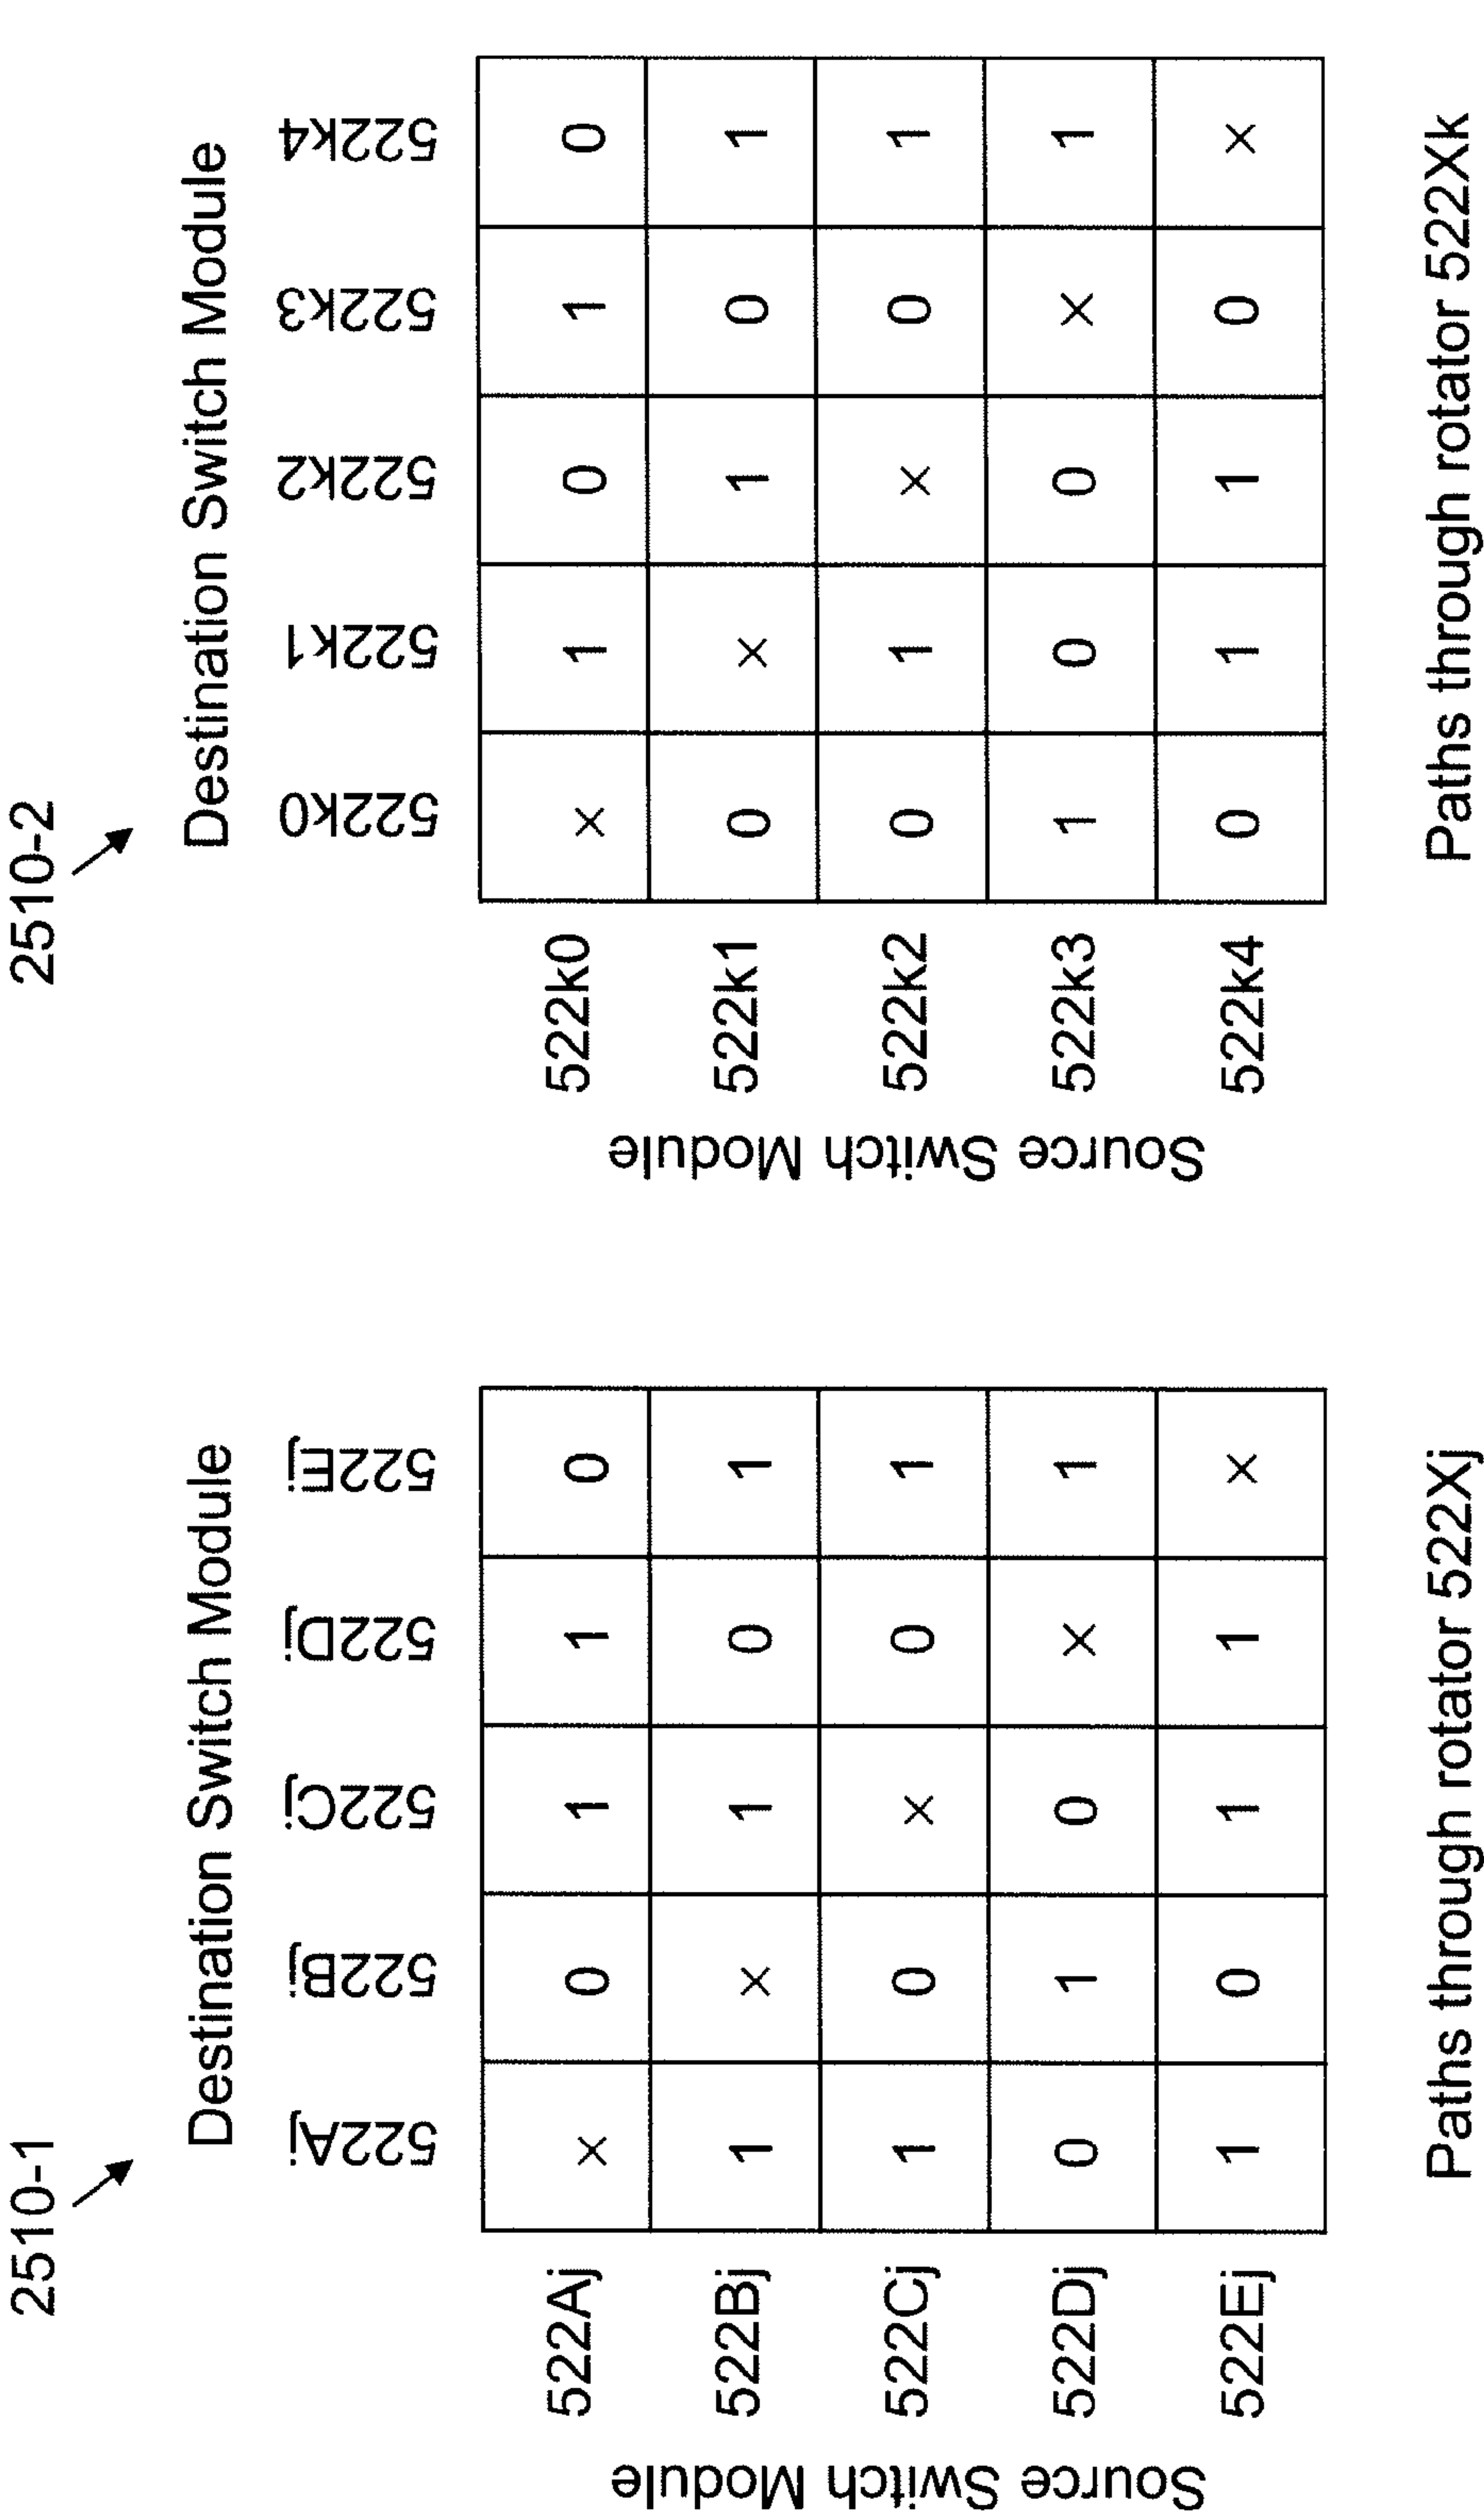 2510-1
Destination Switch Module
522Aj 522Bj 522Cj 522Dj 522Ej
Source Switch Module
522Aj × 0 1 1 0
522Bj 1 × 1 0 1
522Cj 1 0 × 0 1
522Dj 0 1 0 × 1
522Ej 1 0 1 1 ×
Paths through rotator 522Xj
2510-2
Destination Switch Module
522k0 522k1 522k2 522k3 522k4
Source Switch Module
522k0 × 1 0 1 0
522k1 0 × 1 0 1
522k2 0 1 × 0 1
522k3 1 0 0 × 1
522k4 0 1 1 0 ×
Paths through rotator 522Xk